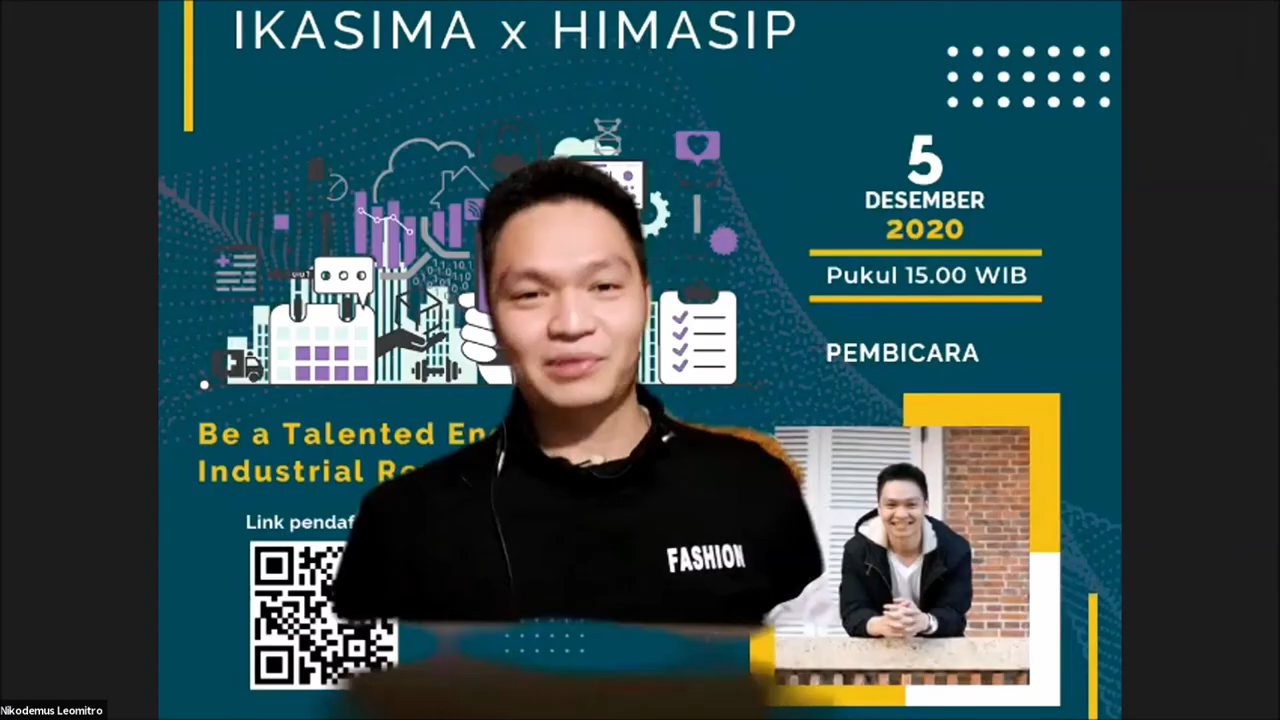 IKASIMA x HIMASIP
5
DESEMBER
2020
Pukul 15.00 WIB
PEMBICARA
Be a Talented
Industrial
Link
FASHION
Nikodemus Leomitro